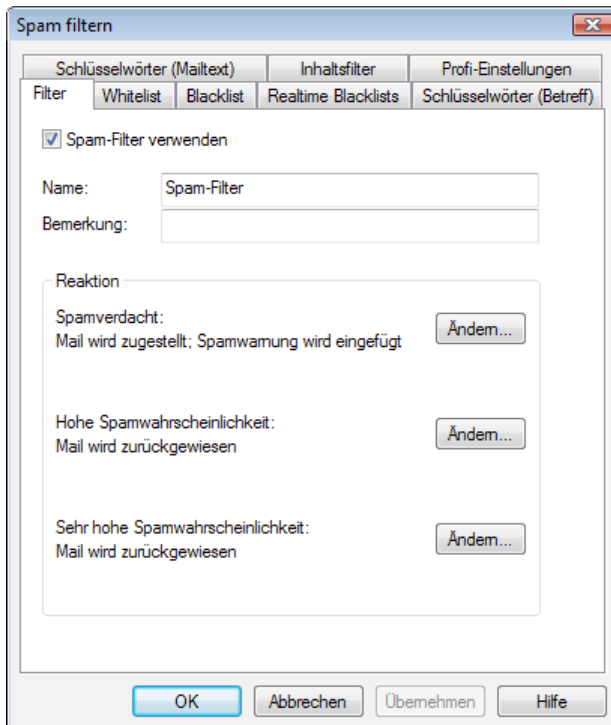 Spam filtern
Schlüsselwörter (Mailtext) Inhaltsfilter Profi-Einstellungen
Filter Whitelist Blacklist Realtime Blacklists Schlüsselwörter (Betreff)
Spam-Filter verwenden
Name: Spam-Filter
Bemerkung:
Reaktion
Spamverdacht:
Mail wird zugestellt; Spamwarnung wird eingefügt
Ändern...
Hohe Spamwahrscheinlichkeit:
Mail wird zurückgewiesen
Ändern...
Sehr hohe Spamwahrscheinlichkeit:
Mail wird zurückgewiesen
Ändern...
OK Abbrechen Übernehmen Hilfe